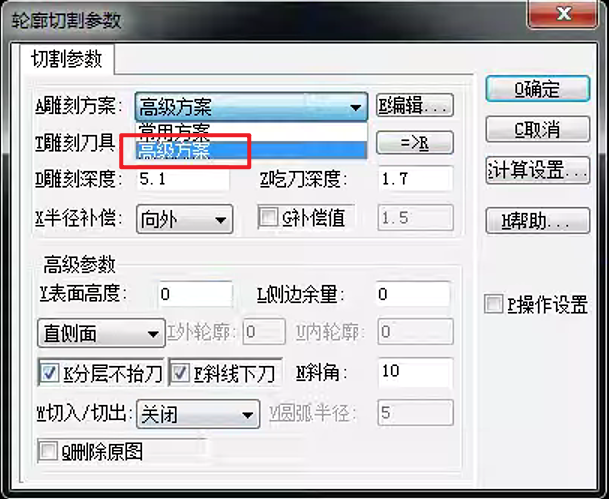 轮廓切割参数
切割参数
A雕刻方案: 高级方案 E编辑...
常用方案
高级方案
T雕刻刀具 =>R
D雕刻深度: 5.1 Z吃刀深度: 1.7
X半径补偿: 向外 G补偿值 1.5
O确定
C取消
计算设置...
H帮助...
P操作设置
高级参数
Y表面高度: 0 L侧边余量: 0
直侧面 I外轮廓: 0 U内轮廓: 0
K分层不抬刀 F斜线下刀 N斜角: 10
W切入/切出: 关闭 V圆弧半径: 5
Q删除原图